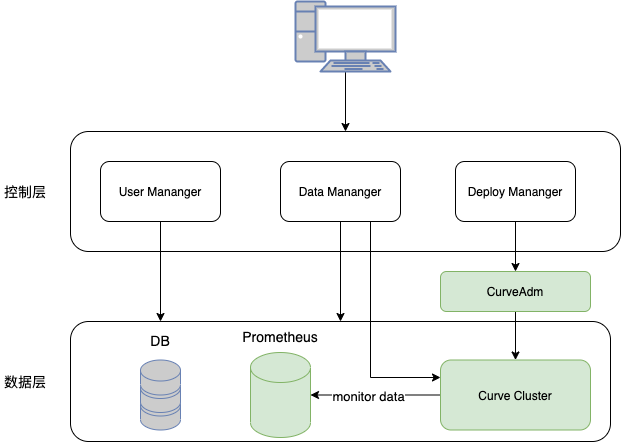 控制层
User Mananger
Data Mananger
Deploy Mananger
CurveAdm
数据层
DB
Prometheus
monitor data
Curve Cluster